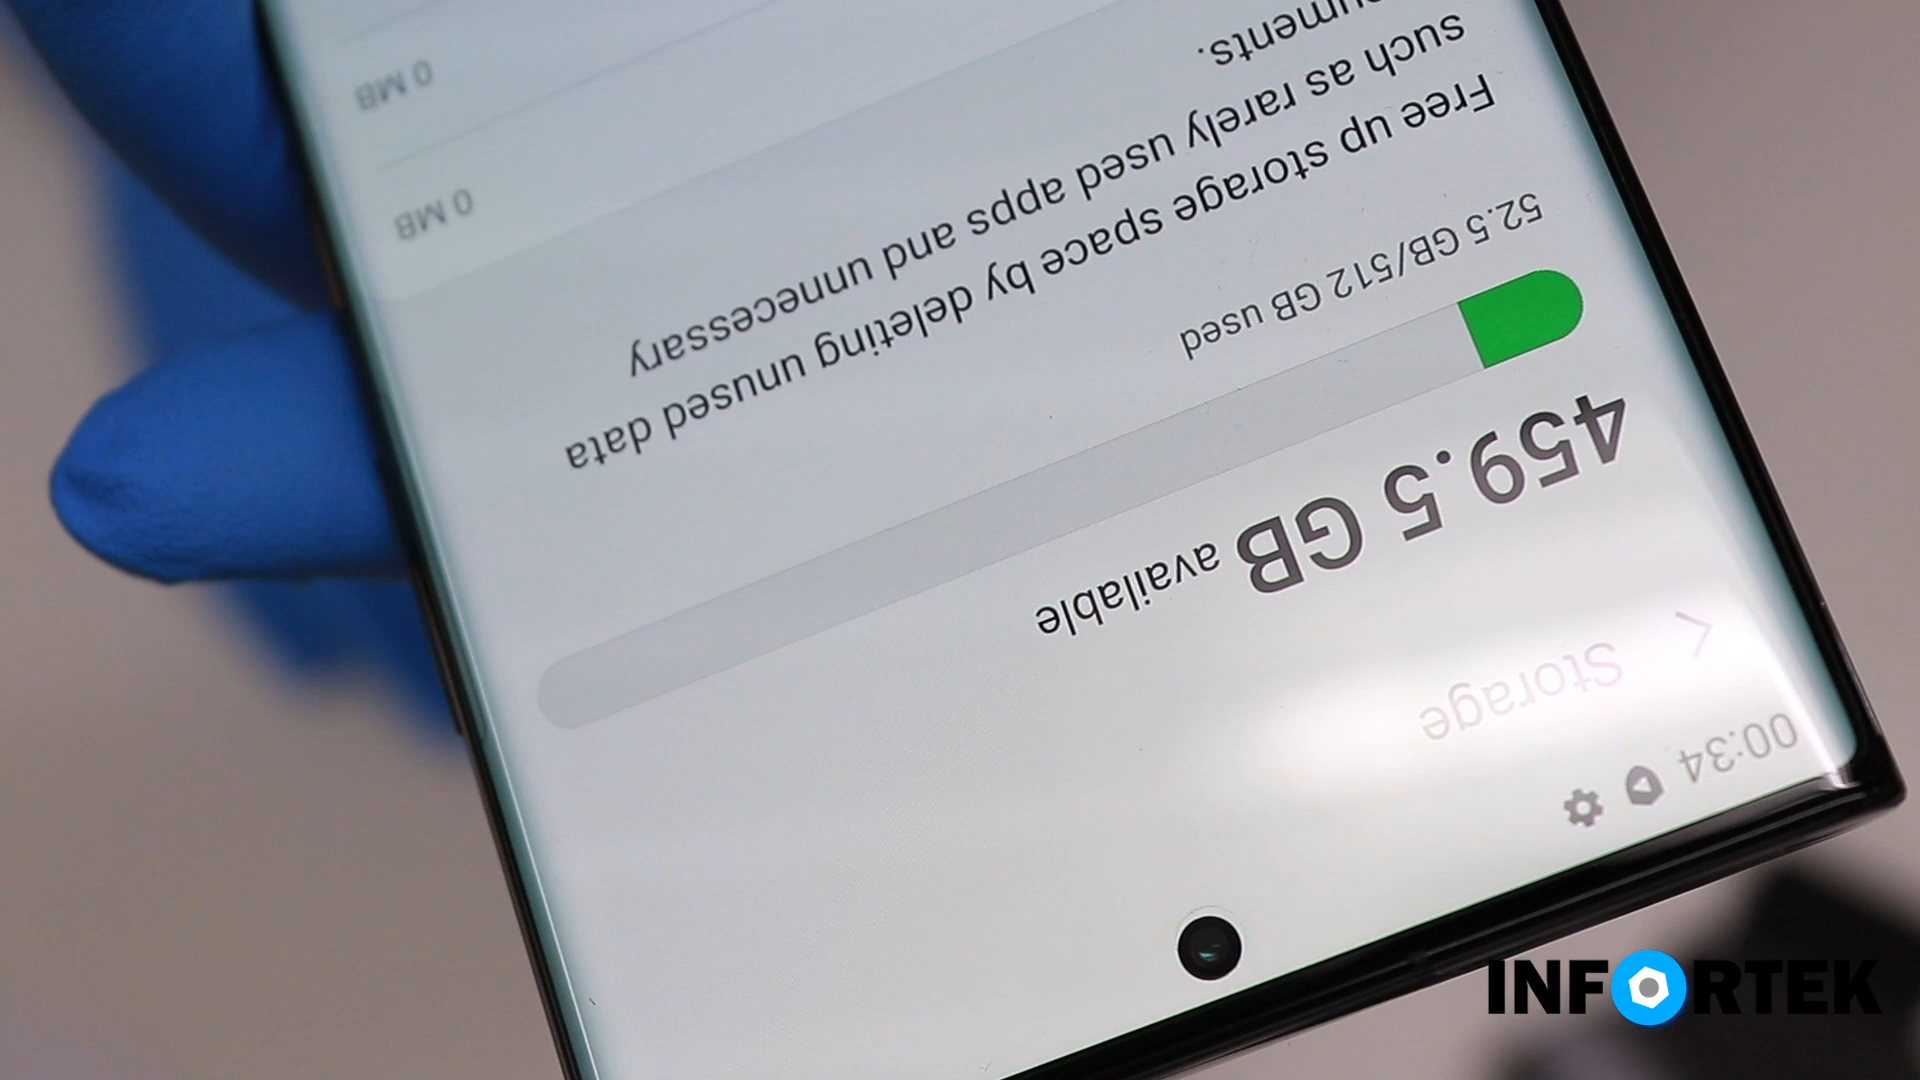 00:34
Storage
459.5 GB available
52.5 GB/512 GB used
Free up storage space by deleting unused data
such as rarely used apps and unnecessary
0 MB
0 MB
INFORTEK